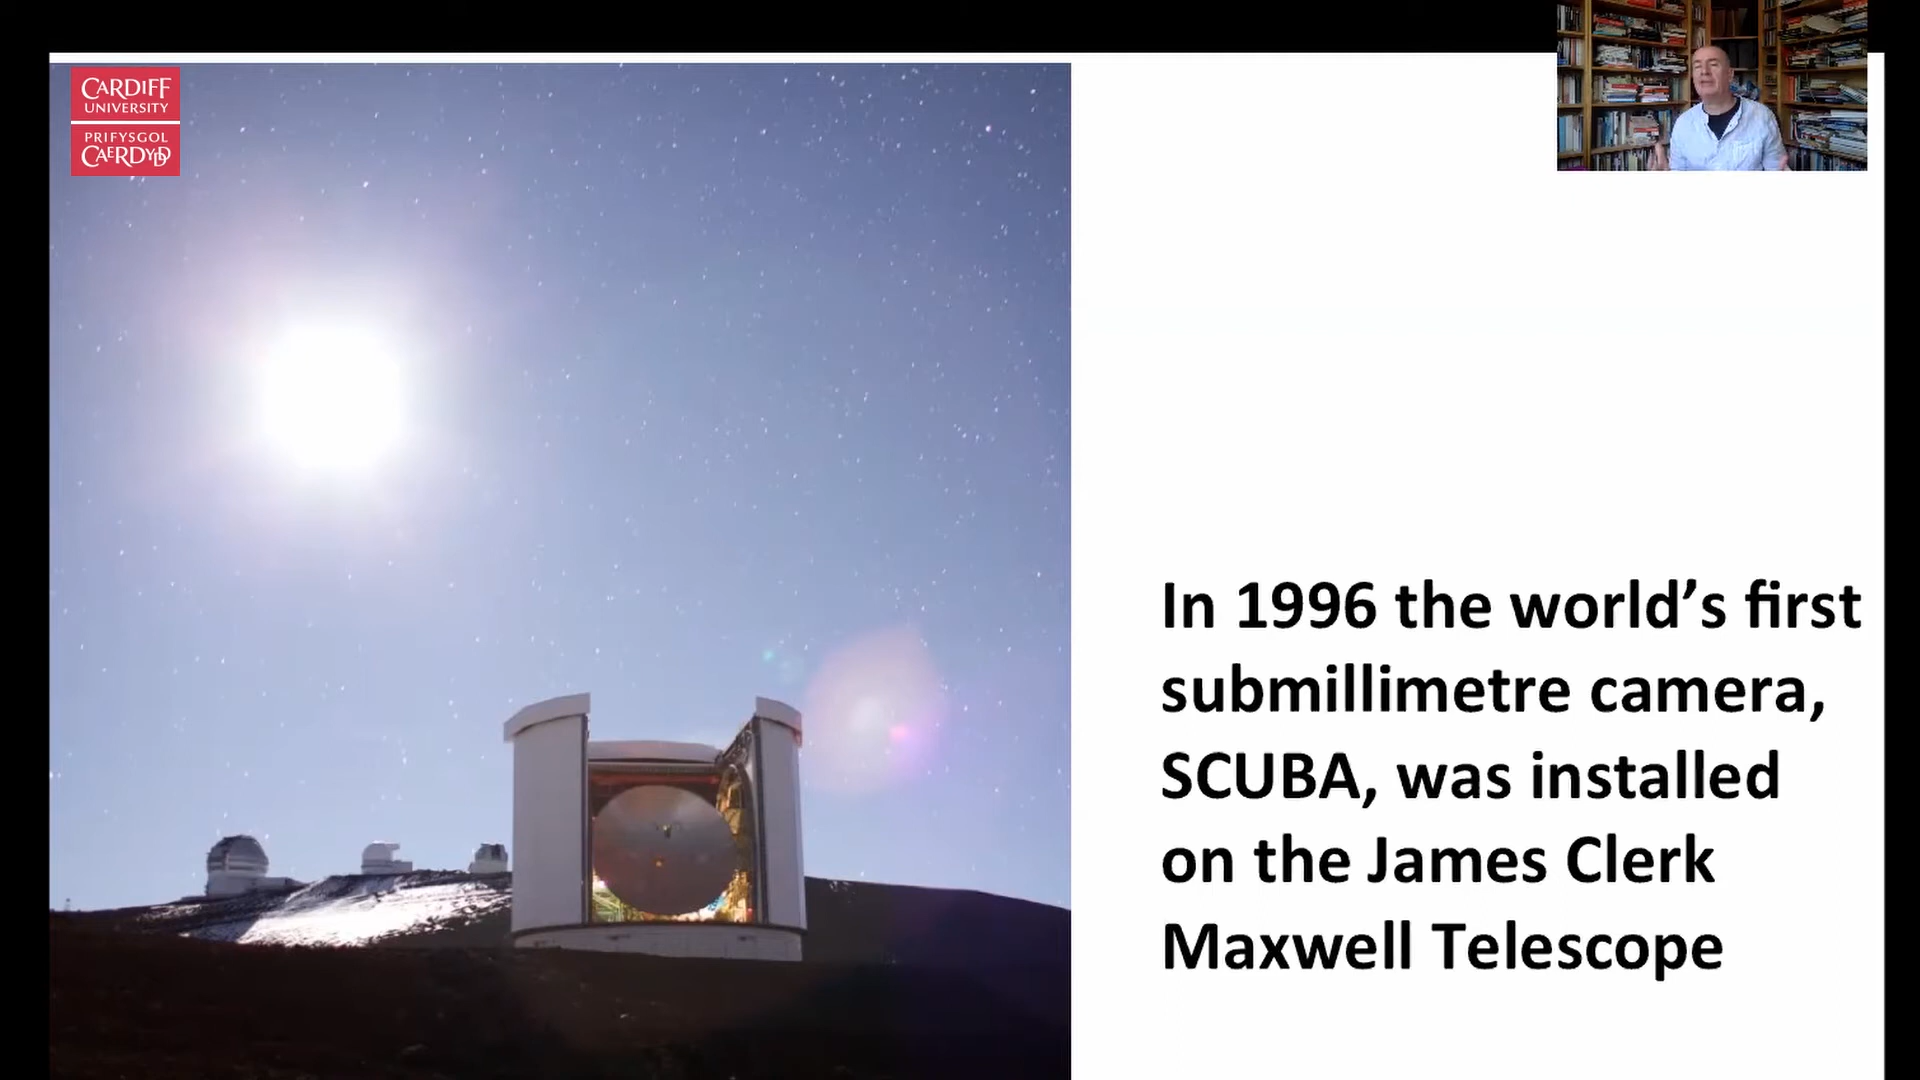 CARDIFF
UNIVERSITY
PRIFYSGOL
CAERDYDD
In 1996 the world’s first
submillimetre camera,
SCUBA, was installed
on the James Clerk
Maxwell Telescope